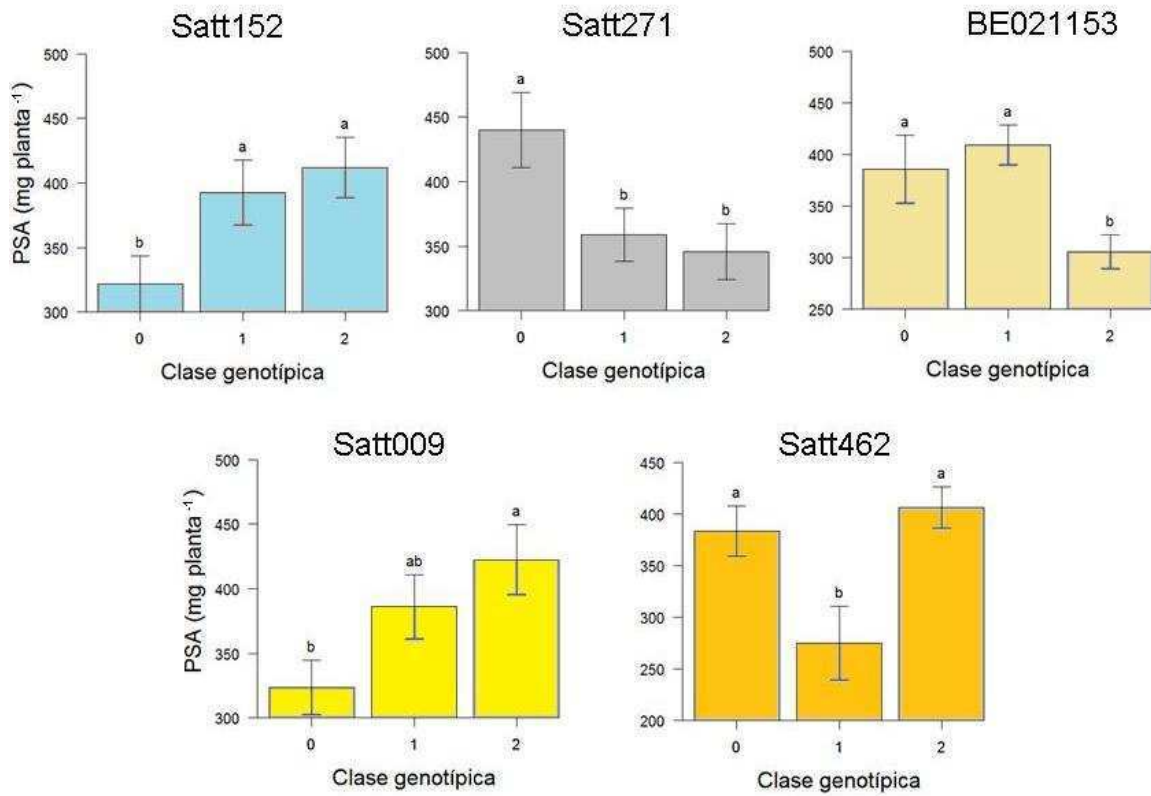 Satt152
Satt271
BE021153
PSA (mg planta -1)
500
450
400
350
300
b
a
a
0
1
2
Clase genotípica
500
450
400
350
300
a
b
b
0
1
2
Clase genotípica
500
450
400
350
300
250
a
a
b
0
1
2
Clase genotípica
Satt009
Satt462
PSA (mg planta -1)
500
450
400
350
300
b
ab
a
0
1
2
Clase genotípica
450
400
350
300
250
200
a
b
a
0
1
2
Clase genotípica